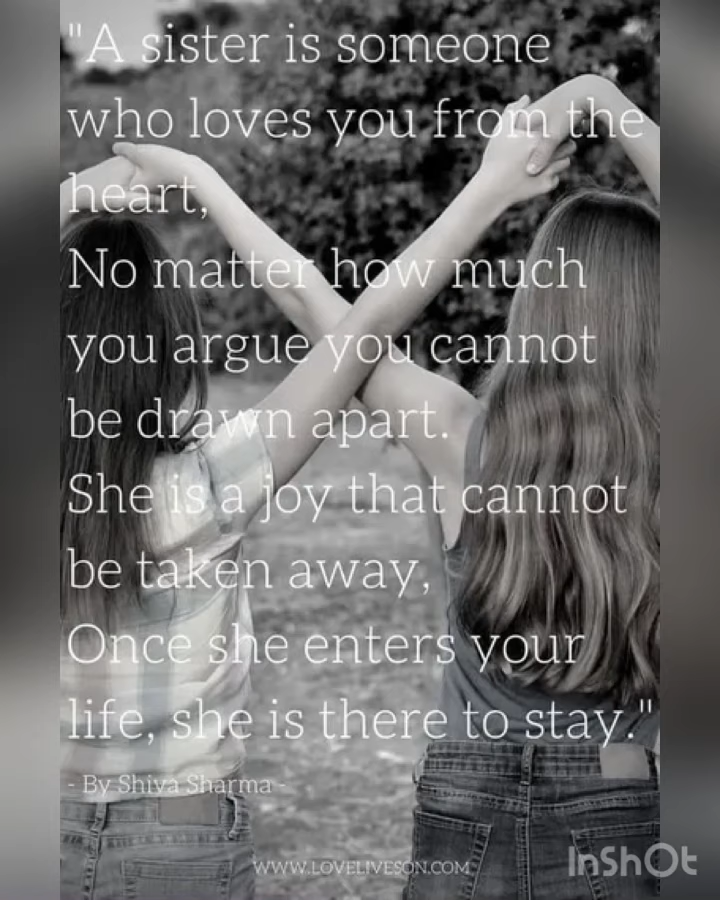 "A sister is someone
who loves you from the
heart,
No matter how much
you argue you cannot
be drawn apart.
She is a joy that cannot
be taken away,
Once she enters your
life, she is there to stay."
- By Shiva Sharma -
WWW.LOVELIVESON.COM
InShOt